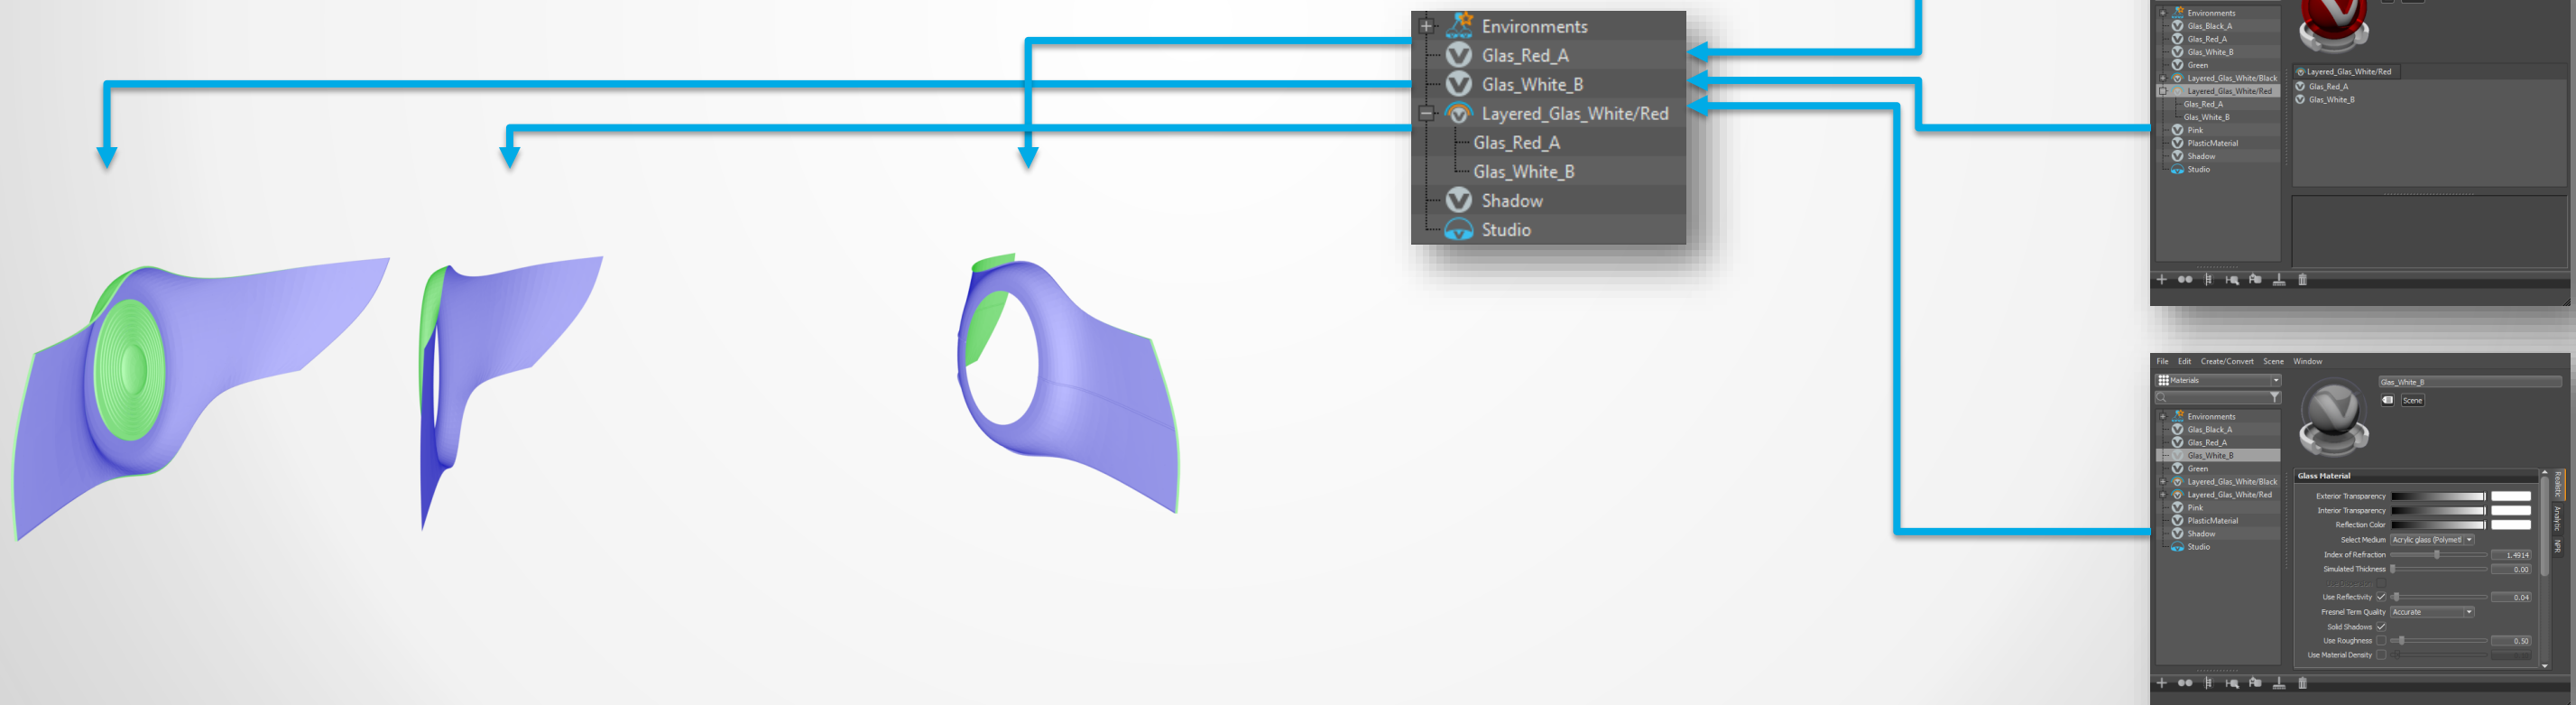 Environments
Glas_Red_A
Glas_White_B
Layered_Glas_White/Red
Glas_Red_A
Glas_White_B
Shadow
Studio
Environments
Glas_Black_A
Glas_Red_A
Glas_White_B
Green
Layered_Glas_White/Black
Layered_Glas_White/Red
Glas_Red_A
Glas_White_B
Pink
PlasticMaterial
Shadow
Studio
Layered_Glas_White/Red
Glas_Red_A
Glas_White_B
File Edit Create/Convert Scene Window
Materials
Environments
Glas_Black_A
Glas_Red_A
Glas_White_B
Green
Layered_Glas_White/Black
Layered_Glas_White/Red
Pink
PlasticMaterial
Shadow
Studio
Glas_White_B
Scene
Glass Material
Exterior Transparency
Interior Transparency
Reflection Color
Select Medium Acrylic glass (Polymeti
Index of Refraction 1.4914
Simulated Thickness 0.00
Use Reflectivity 0.04
Fresnel Term Quality Accurate
Solid Shadows
Use Roughness 0.50
Use Material Density
Realistic
Analytic
NPR